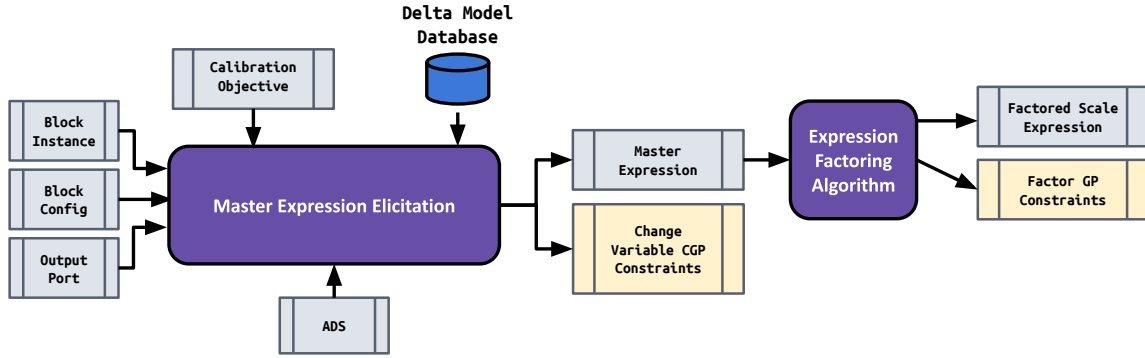 Delta Model
Database
Calibration
Objective
Block
Instance
Block
Config
Output
Port
Master Expression Elicitation
ADS
Master
Expression
Change
Variable CGP
Constraints
Expression
Factoring
Algorithm
Factored Scale
Expression
Factor GP
Constraints